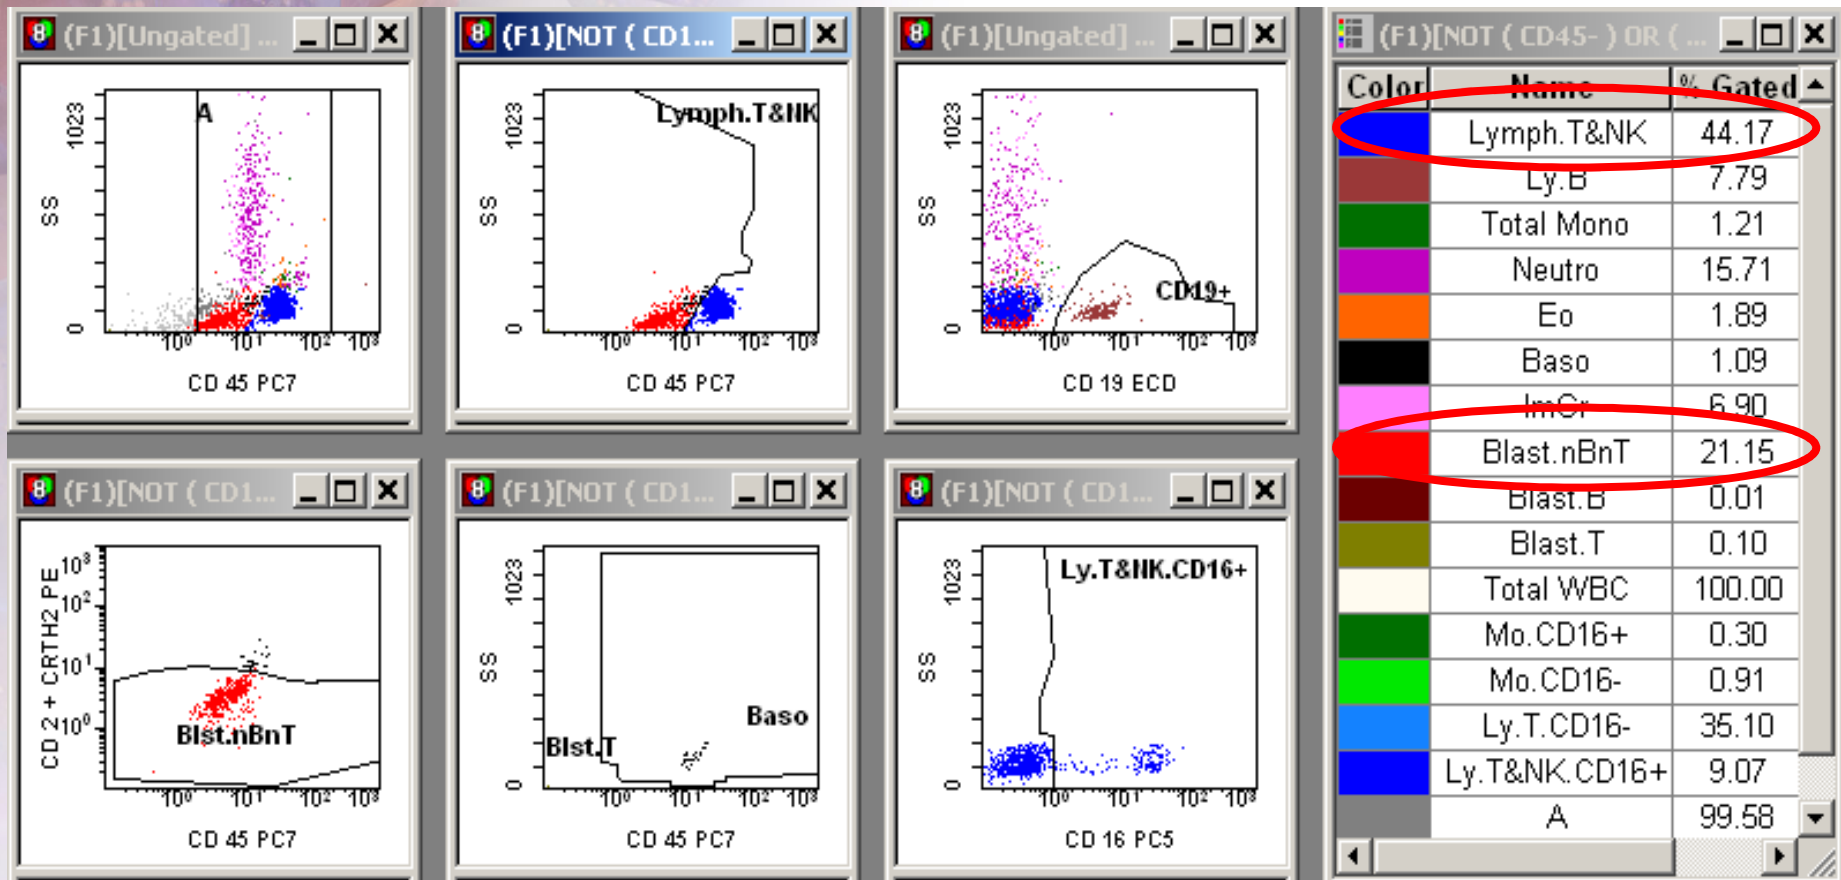 (F1)[Ungated] ...
1023
A
SS
0
10⁰ 10¹ 10² 10³
CD 45 PC7
(F1)[NOT ( CD1...
1023
Lymph.T&NK
SS
0
10⁰ 10¹ 10² 10³
CD 45 PC7
(F1)[Ungated] ...
1023
SS
CD19+
0
10⁰ 10¹ 10² 10³
CD 19 ECD
(F1)[NOT ( CD1...
10³
10²
10¹
10⁰
CD 2 + CRTH2 PE
Blst.nBnT
10⁰ 10¹ 10² 10³
CD 45 PC7
(F1)[NOT ( CD1...
1023
SS
Baso
Blst.T
0
10⁰ 10¹ 10² 10³
CD 45 PC7
(F1)[NOT ( CD1...
Ly.T&NK.CD16+
1023
SS
0
10⁰ 10¹ 10² 10³
CD 16 PC5
(F1)[NOT ( CD45- ) OR ( ...
Color Name % Gated
Lymph.T&NK 44.17
Ly.B 7.79
Total Mono 1.21
Neutro 15.71
Eo 1.89
Baso 1.09
ImGr 6.90
Blast.nBnT 21.15
Blast.B 0.01
Blast.T 0.10
Total WBC 100.00
Mo.CD16+ 0.30
Mo.CD16- 0.91
Ly.T.CD16- 35.10
Ly.T&NK.CD16+ 9.07
A 99.58